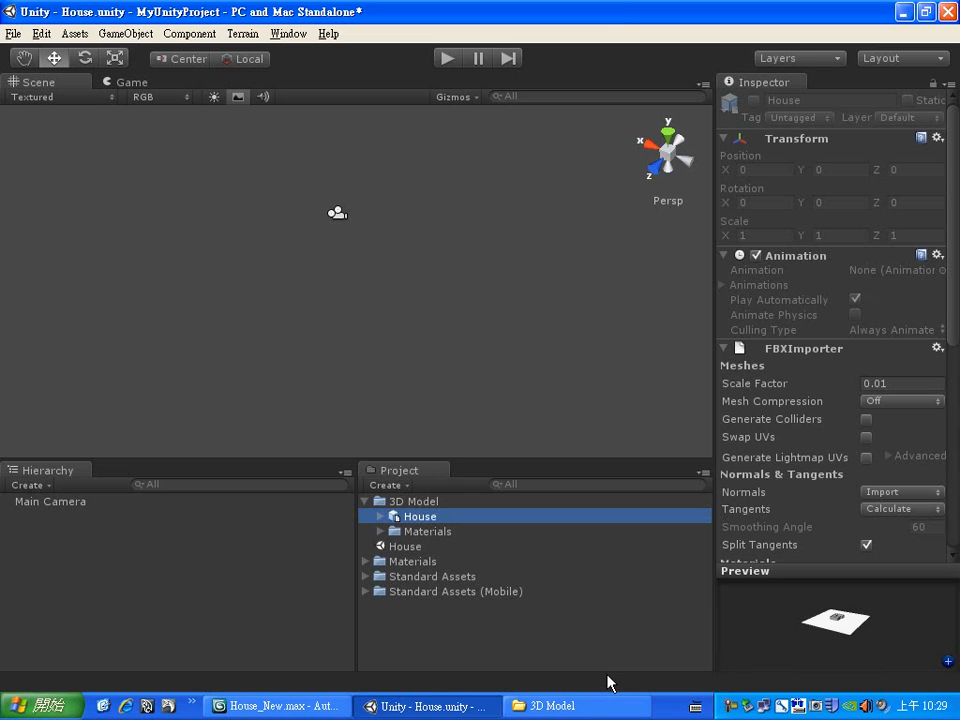 Unity - House.unity - MyUnityProject - PC and Mac Standalone*
File Edit Assets GameObject Component Terrain Window Help
Center Local Layers Layout
Scene Game
Textured RGB Gizmos All
y
x
z
Persp
Inspector
House Static
Tag Untagged Layer Default
Transform
Position
X 0 Y 0 Z 0
Rotation
X 0 Y 0 Z 0
Scale
X 1 Y 1 Z 1
Animation
Animation None (Animation
Animations
Play Automatically
Animate Physics
Culling Type Always Animate
FBXImporter
Meshes
Scale Factor 0.01
Mesh Compression Off
Generate Colliders
Swap UVs
Generate Lightmap UVs Advanced
Normals & Tangents
Normals Import
Tangents Calculate
Smoothing Angle 60
Split Tangents
Preview
Hierarchy
Create All
Main Camera
Project
Create All
3D Model
House
Materials
House
Materials
Standard Assets
Standard Assets (Mobile)
開始 House_New.max - Aut... Unity - House.unity - ... 3D Model 上午 10:29